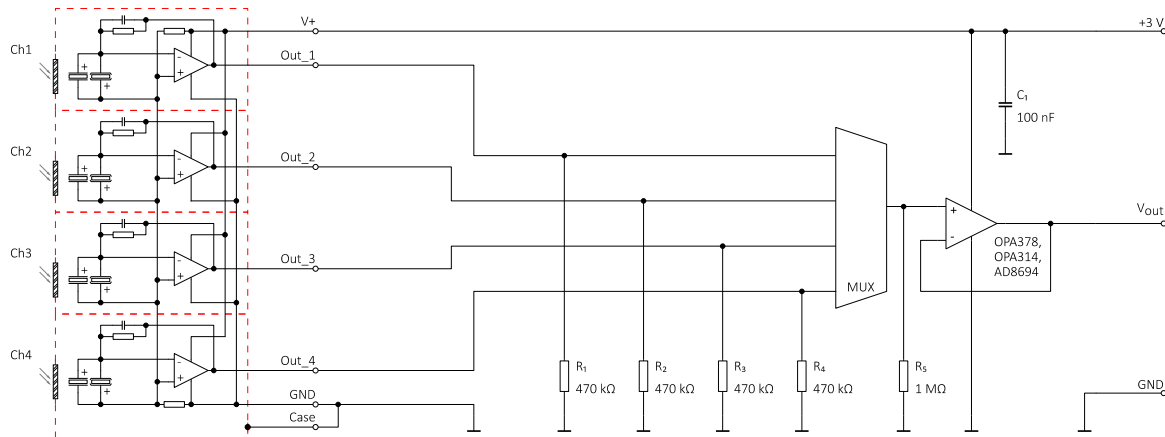 V+
+3 V
Ch1
Out_1
C₁
100 nF
Ch2
Out_2
Vout
+
-
OPA378,
OPA314,
AD8694
Ch3
Out_3
MUX
Ch4
Out_4
R₁
470 kΩ
R₂
470 kΩ
R₃
470 kΩ
R₄
470 kΩ
R₅
1 MΩ
GND
GND
Case